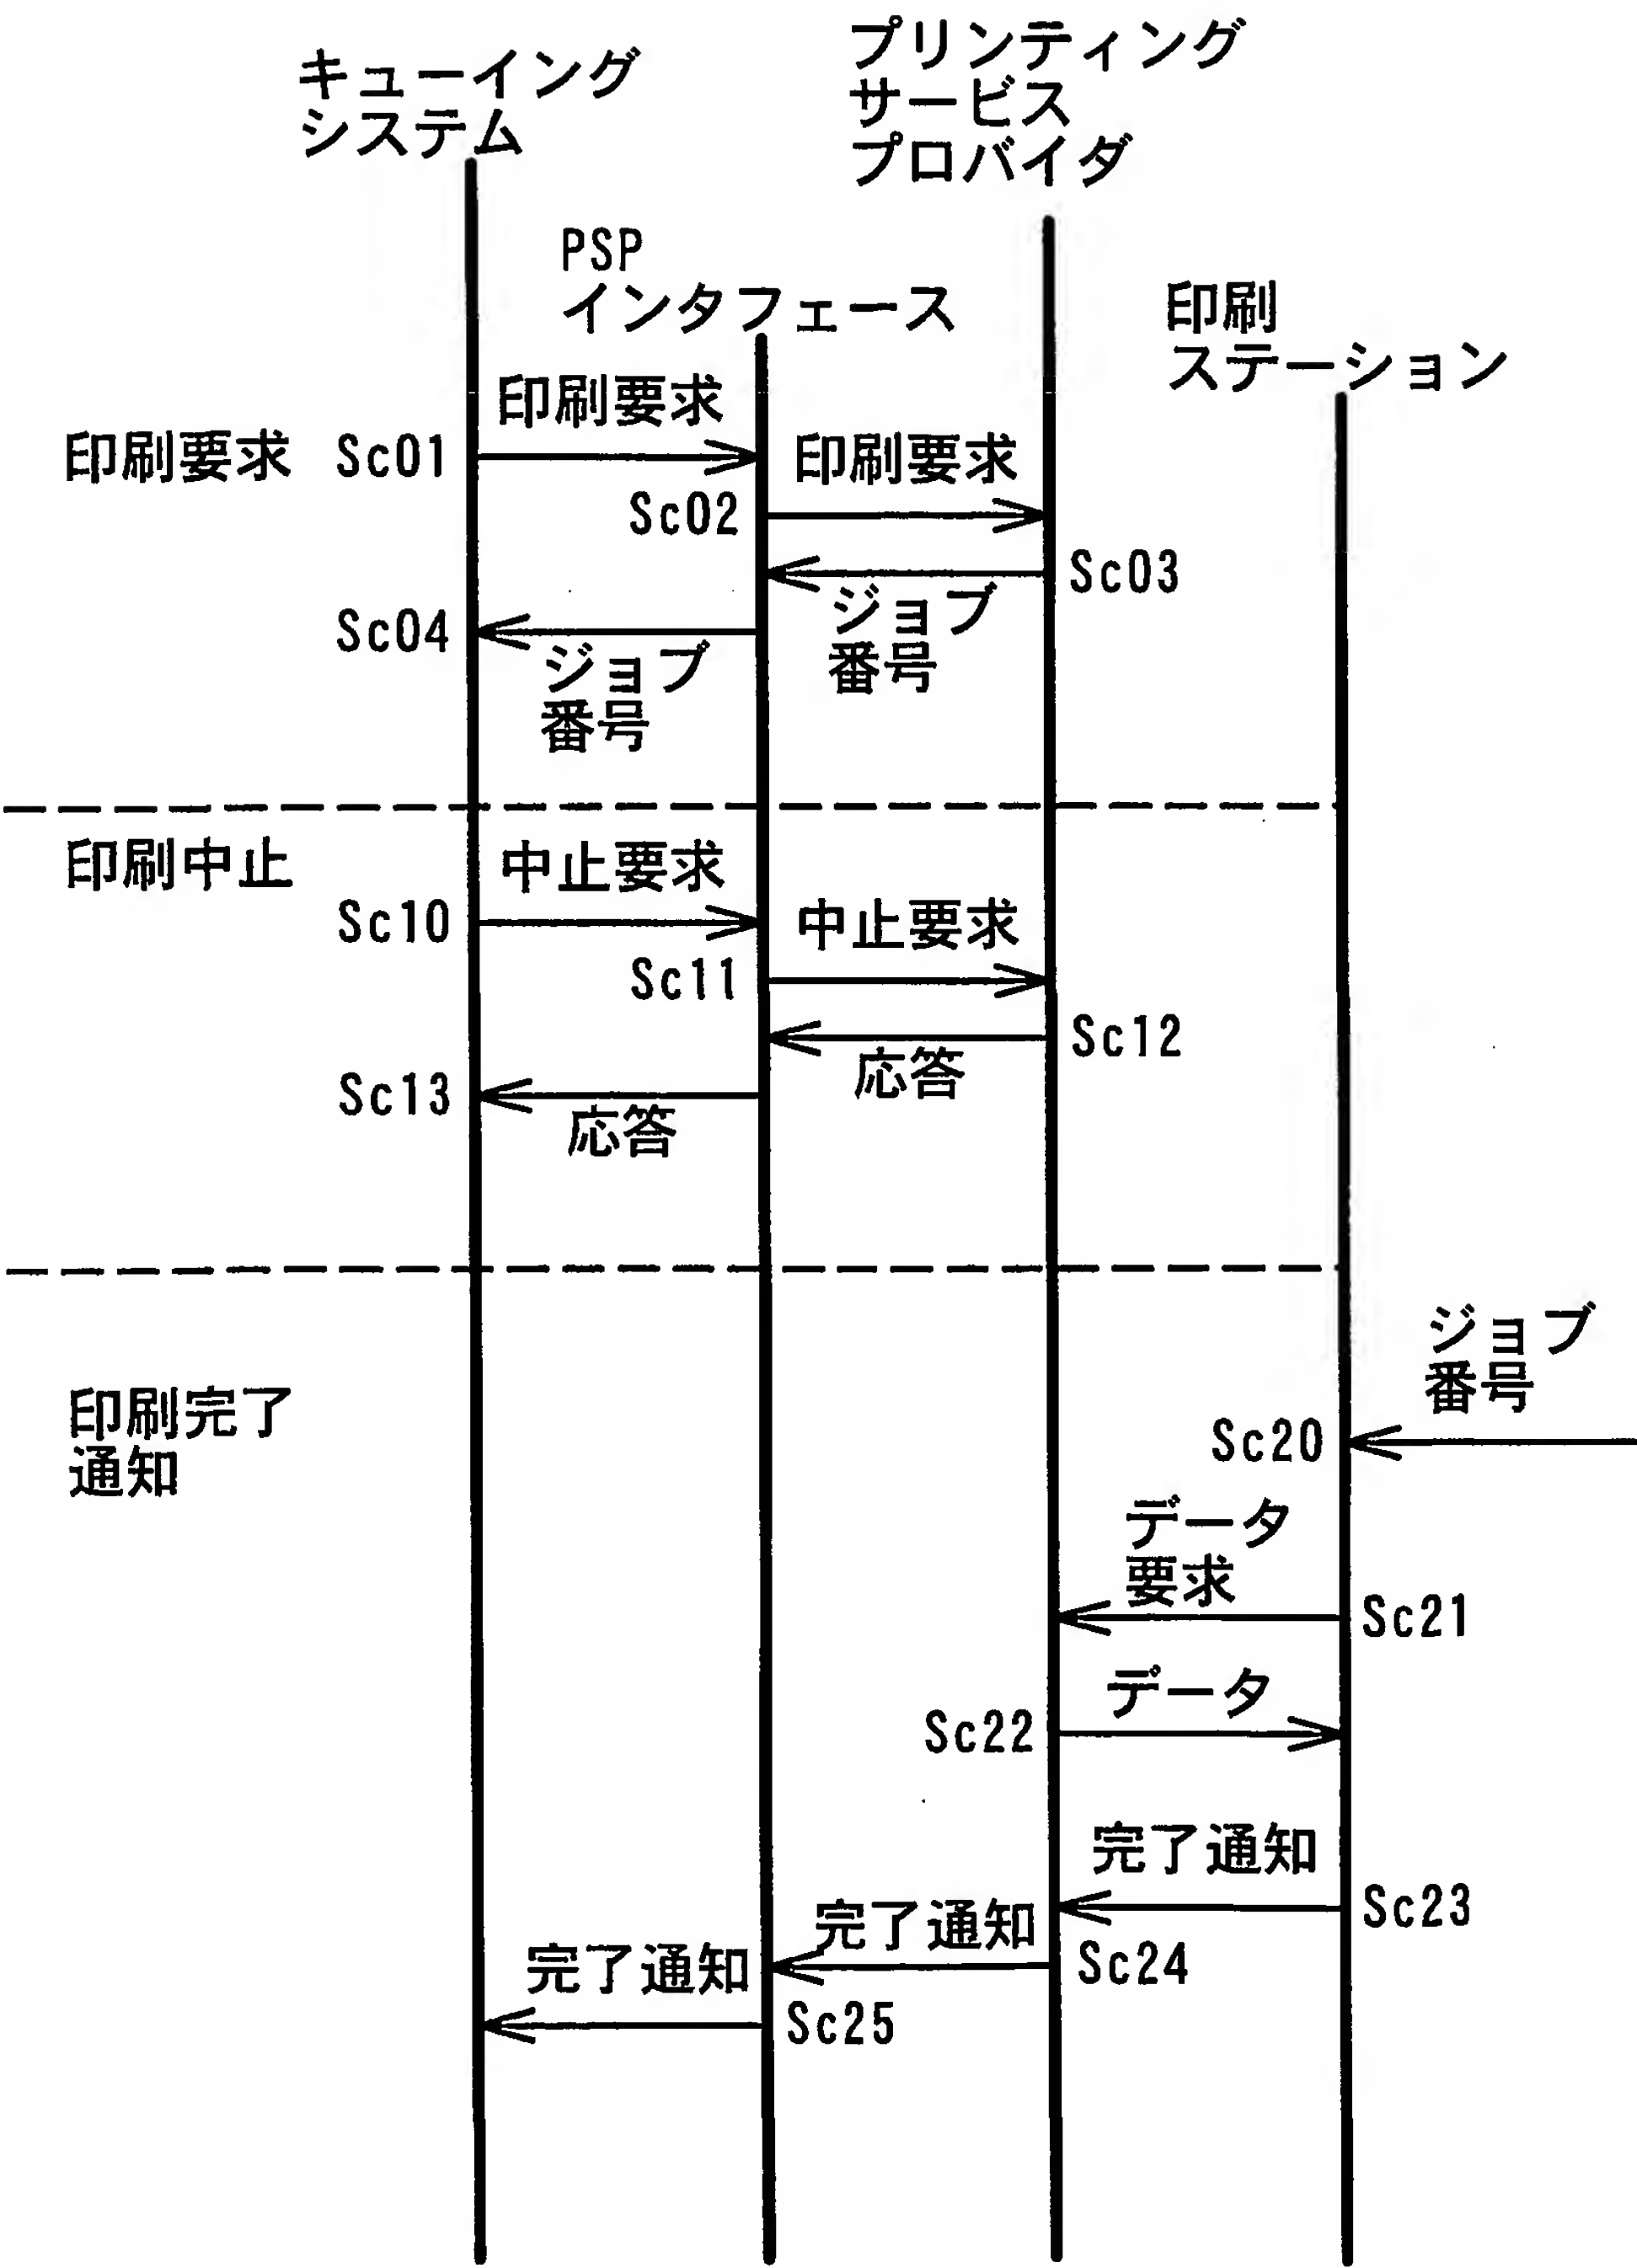 キューイング
システム
プリンティング
サービス
プロバイダ
PSP
インタフェース
印刷
ステーション
印刷要求
印刷要求 Sc01
印刷要求
Sc02
Sc03
ジョブ
番号
Sc04
ジョブ
番号
印刷中止
中止要求
Sc10
中止要求
Sc11
Sc12
応答
Sc13
応答
ジョブ
番号
印刷完了
通知
Sc20
データ
要求
Sc21
データ
Sc22
完了通知
Sc23
完了通知
Sc24
完了通知
Sc25